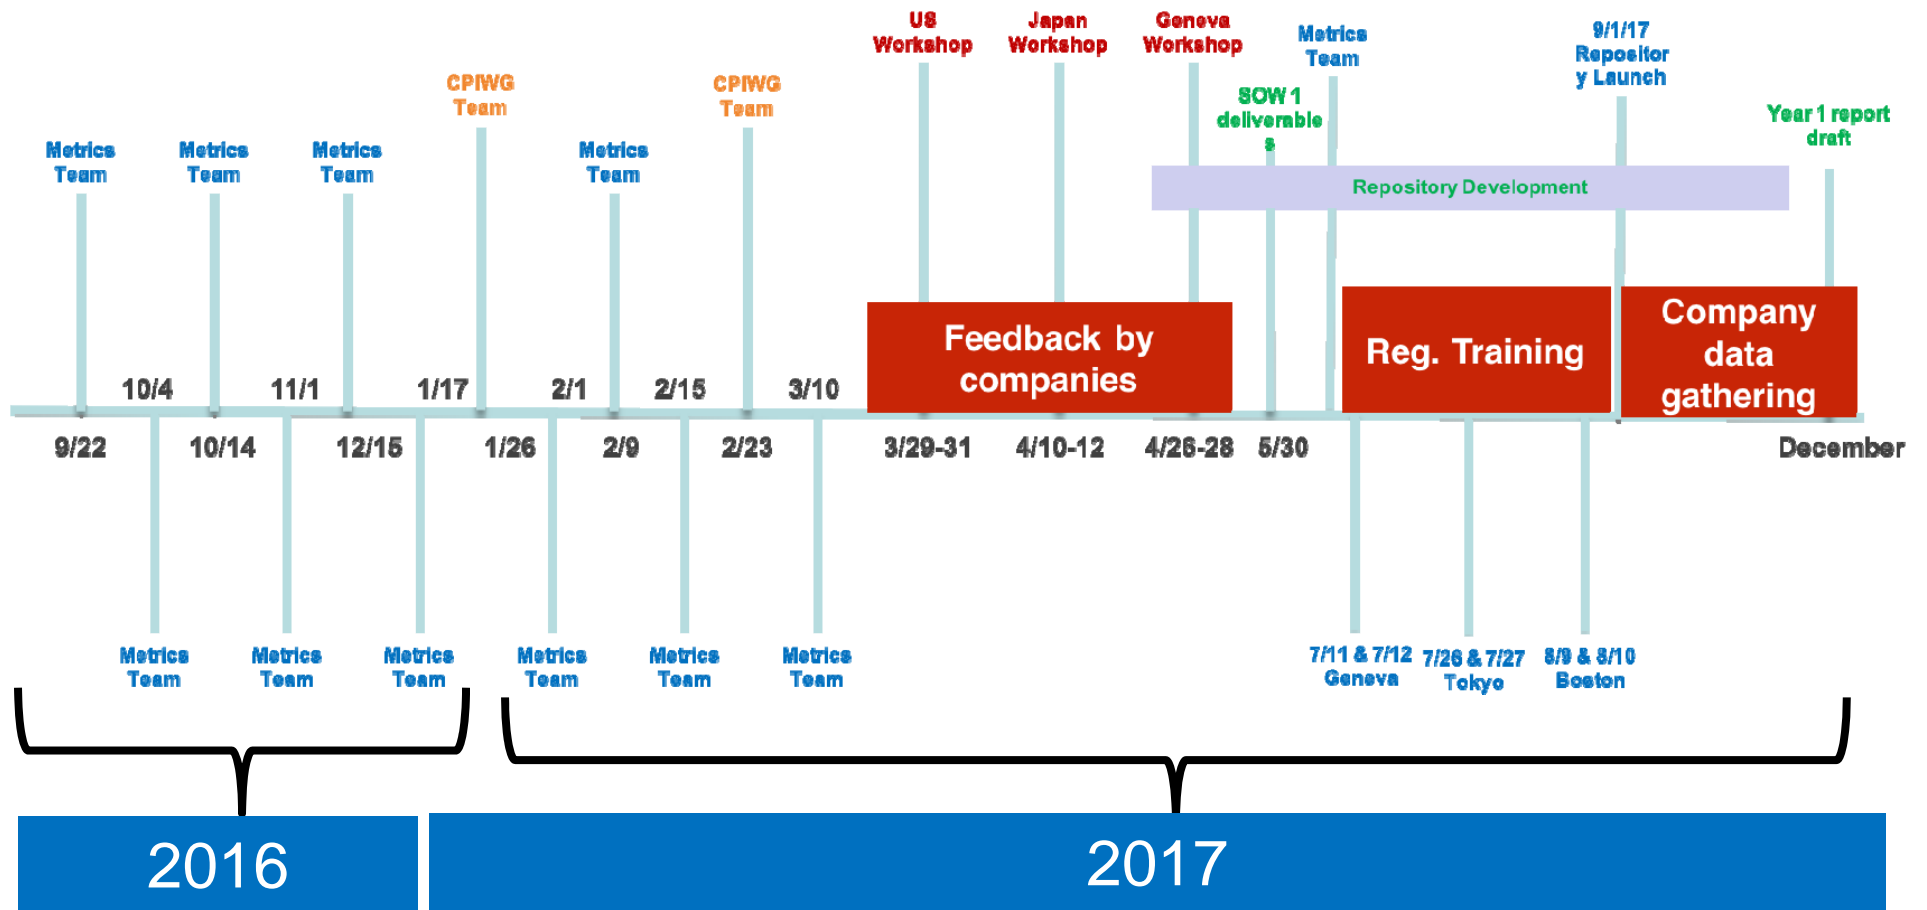 US
Workshop
Japan
Workshop
Geneva
Workshop
Metrics
Team
9/1/17
Repositor
y Launch
CPIWG
Team
CPIWG
Team
SOW 1
deliverable
s
Year 1 report
draft
Metrics
Team
Metrics
Team
Metrics
Team
Metrics
Team
Repository Development
Feedback by
companies
Reg. Training
Company
data
gathering
10/4
11/1
1/17
2/1
2/15
3/10
9/22
10/14
12/15
1/26
2/9
2/23
3/29-31
4/10-12
4/26-28
5/30
December
Metrics
Team
Metrics
Team
Metrics
Team
Metrics
Team
Metrics
Team
Metrics
Team
7/11 & 7/12
Geneva
7/26 & 7/27
Tokyo
8/9 & 8/10
Boston
2016
2017